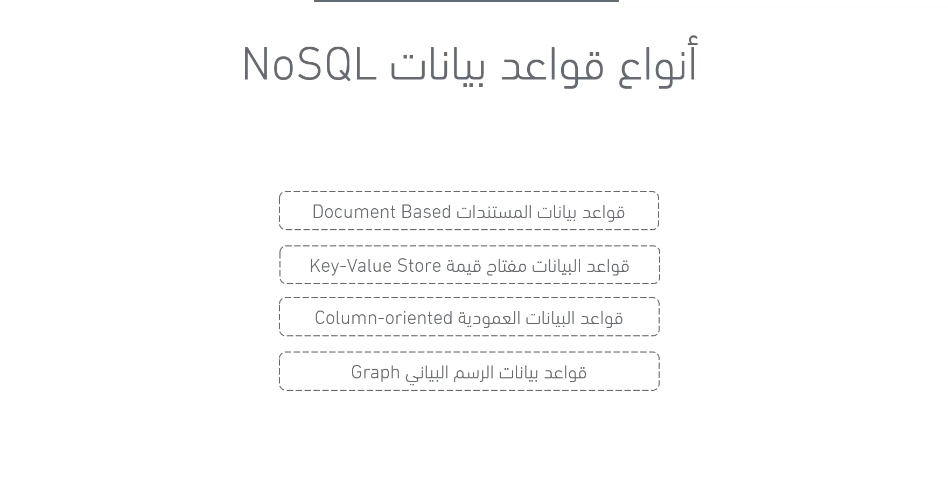 أنواع قواعد بيانات NoSQL
قواعد بيانات المستندات Document Based
قواعد البيانات مفتاح قيمة Key-Value Store
قواعد البيانات العمودية Column-oriented
قواعد بيانات الرسم البياني Graph